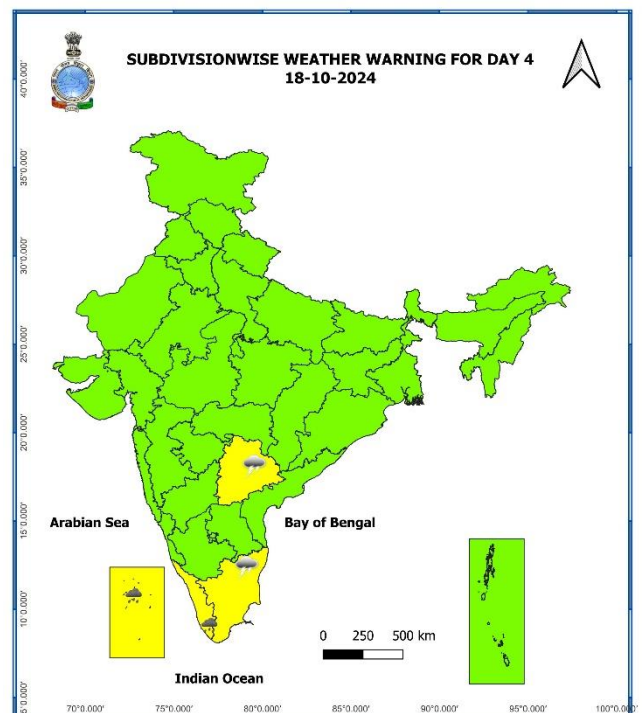 SUBDIVISIONWISE WEATHER WARNING FOR DAY 4
18-10-2024
40°0.000'
35°0.000'
30°0.000'
25°0.000'
20°0.000'
15°0.000'
10°0.000'
5°0.000'
Arabian Sea
Bay of Bengal
0 250 500 km
Indian Ocean
70°0.000' 75°0.000' 80°0.000' 85°0.000' 90°0.000' 95°0.000' 100°0.000'